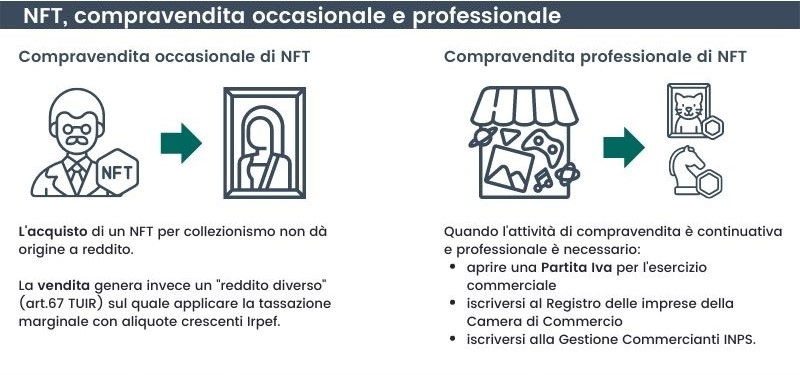 NFT, compravendita occasionale e professionale
Compravendita occasionale di NFT
NFT
L'acquisto di un NFT per collezionismo non dà
origine a reddito.
La vendita genera invece un "reddito diverso"
(art.67 TUIR) sul quale applicare la tassazione
marginale con aliquote crescenti Irpef.
Compravendita professionale di NFT
Quando l'attività di compravendita è continuativa
e professionale è necessario:
• aprire una Partita Iva per l'esercizio
commerciale
• iscriversi al Registro delle imprese della
Camera di Commercio
• iscriversi alla Gestione Commercianti INPS.